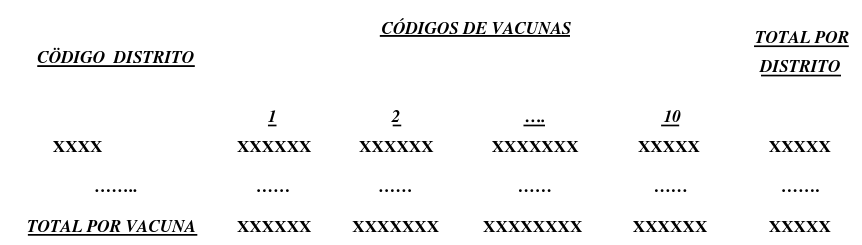 CÓDIGOS DE VACUNAS
TOTAL POR
DISTRITO
CÖDIGO DISTRITO
1 2 …. 10
XXXX XXXXXX XXXXXX XXXXXXX XXXXX XXXXX
…….. …… …… …… …… …….
TOTAL POR VACUNA XXXXXX XXXXXXX XXXXXXXX XXXXXX XXXXX